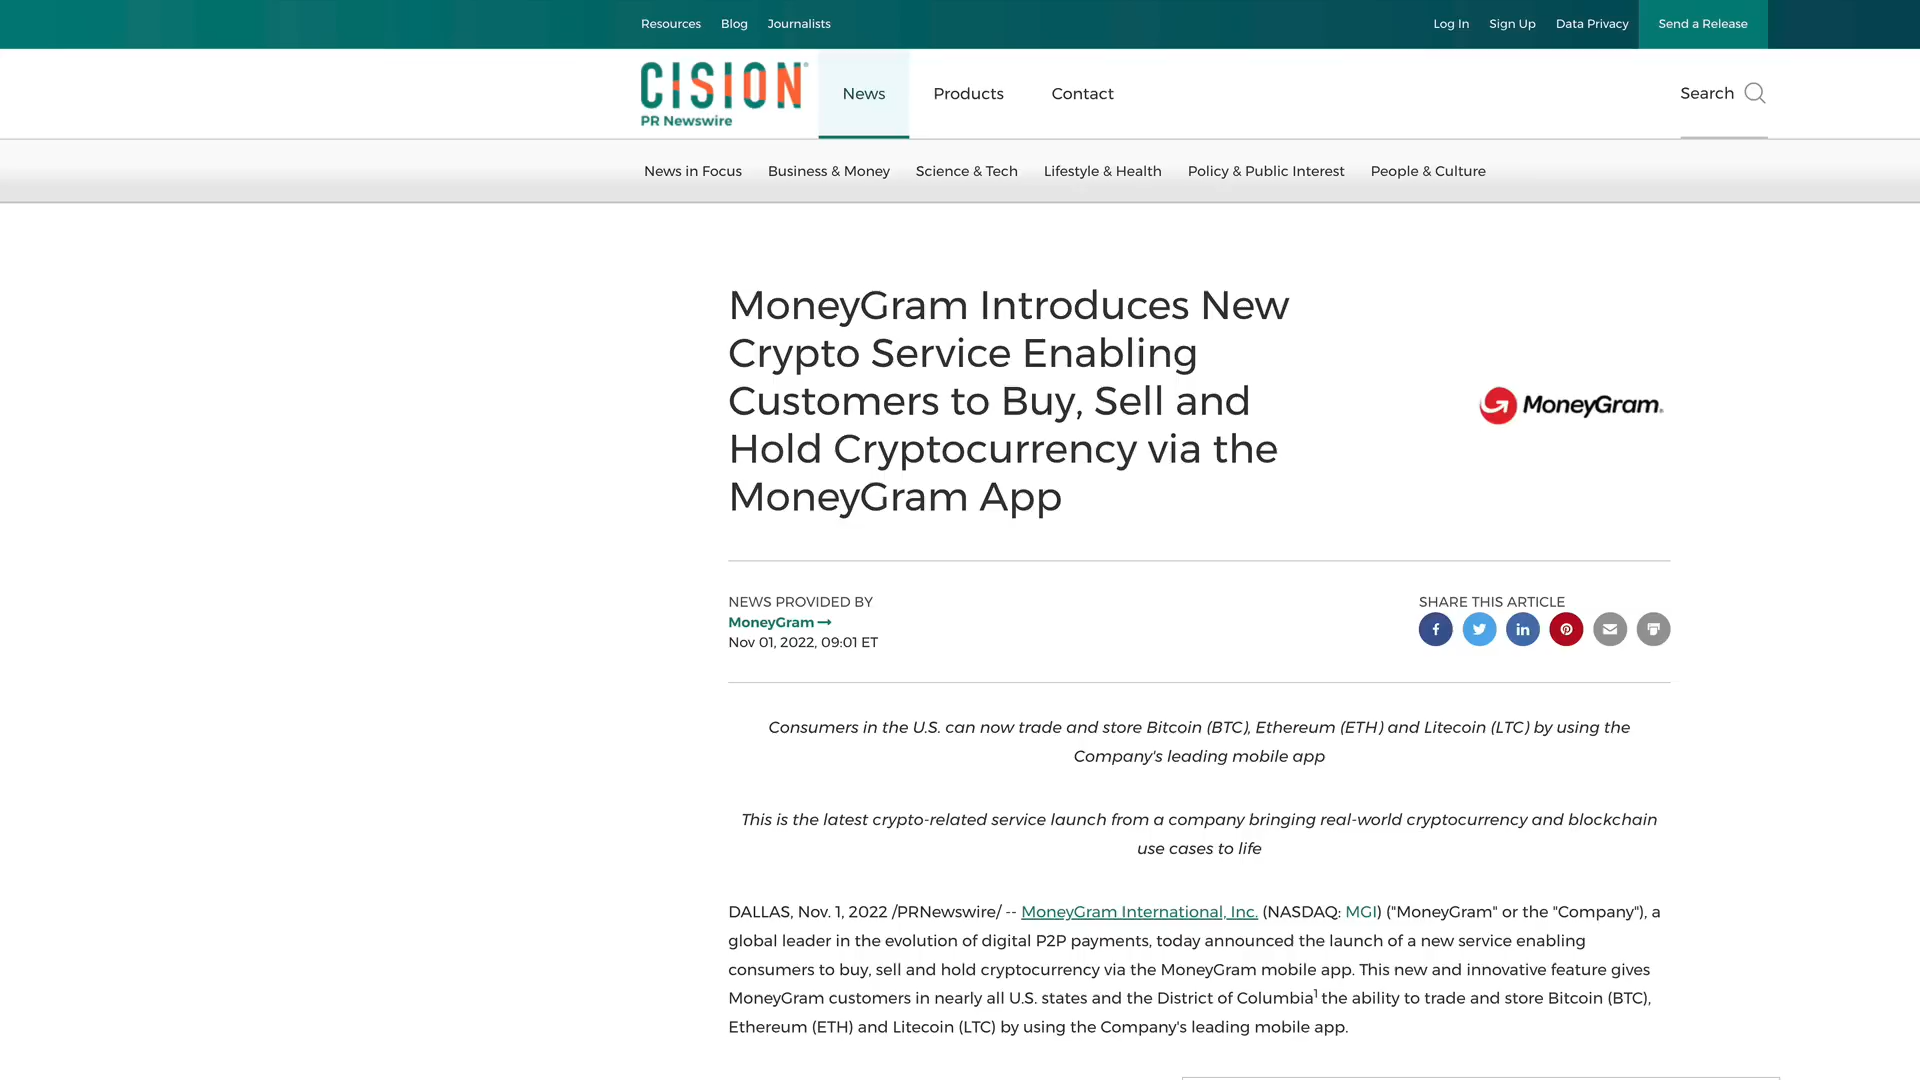 Resources Blog Journalists Log In Sign Up Data Privacy Send a Release
CISION
PR Newswire
News Products Contact Search
News in Focus Business & Money Science & Tech Lifestyle & Health Policy & Public Interest People & Culture
MoneyGram Introduces New
Crypto Service Enabling
Customers to Buy, Sell and
Hold Cryptocurrency via the
MoneyGram App
MoneyGram
NEWS PROVIDED BY
MoneyGram
Nov 01, 2022, 09:01 ET
SHARE THIS ARTICLE
Consumers in the U.S. can now trade and store Bitcoin (BTC), Ethereum (ETH) and Litecoin (LTC) by using the
Company's leading mobile app
This is the latest crypto-related service launch from a company bringing real-world cryptocurrency and blockchain
use cases to life
DALLAS, Nov. 1, 2022 /PRNewswire/ -- MoneyGram International, Inc. (NASDAQ: MGI) ("MoneyGram" or the "Company"), a
global leader in the evolution of digital P2P payments, today announced the launch of a new service enabling
consumers to buy, sell and hold cryptocurrency via the MoneyGram mobile app. This new and innovative feature gives
MoneyGram customers in nearly all U.S. states and the District of Columbia¹ the ability to trade and store Bitcoin (BTC),
Ethereum (ETH) and Litecoin (LTC) by using the Company's leading mobile app.